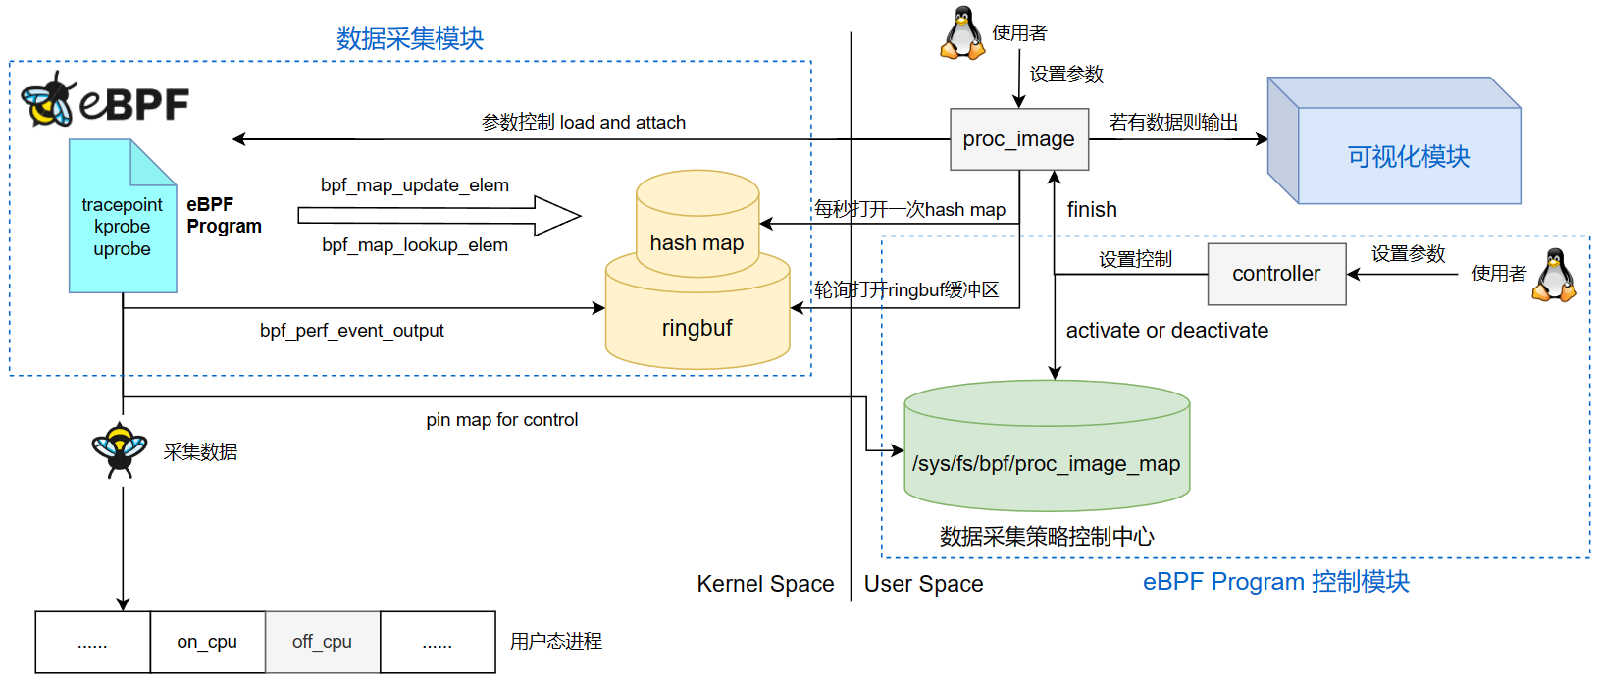 数据采集模块
使用者
设置参数
eBPF
参数控制 load and attach
proc_image
若有数据则输出
可视化模块
tracepoint
kprobe
uprobe
eBPF
Program
bpf_map_update_elem
bpf_map_lookup_elem
hash map
每秒打开一次hash map
finish
设置控制
controller
设置参数
使用者
轮询打开ringbuf缓冲区
ringbuf
bpf_perf_event_output
activate or deactivate
pin map for control
采集数据
/sys/fs/bpf/proc_image_map
数据采集策略控制中心
Kernel Space
User Space
eBPF Program 控制模块
......
on_cpu
off_cpu
......
用户态进程